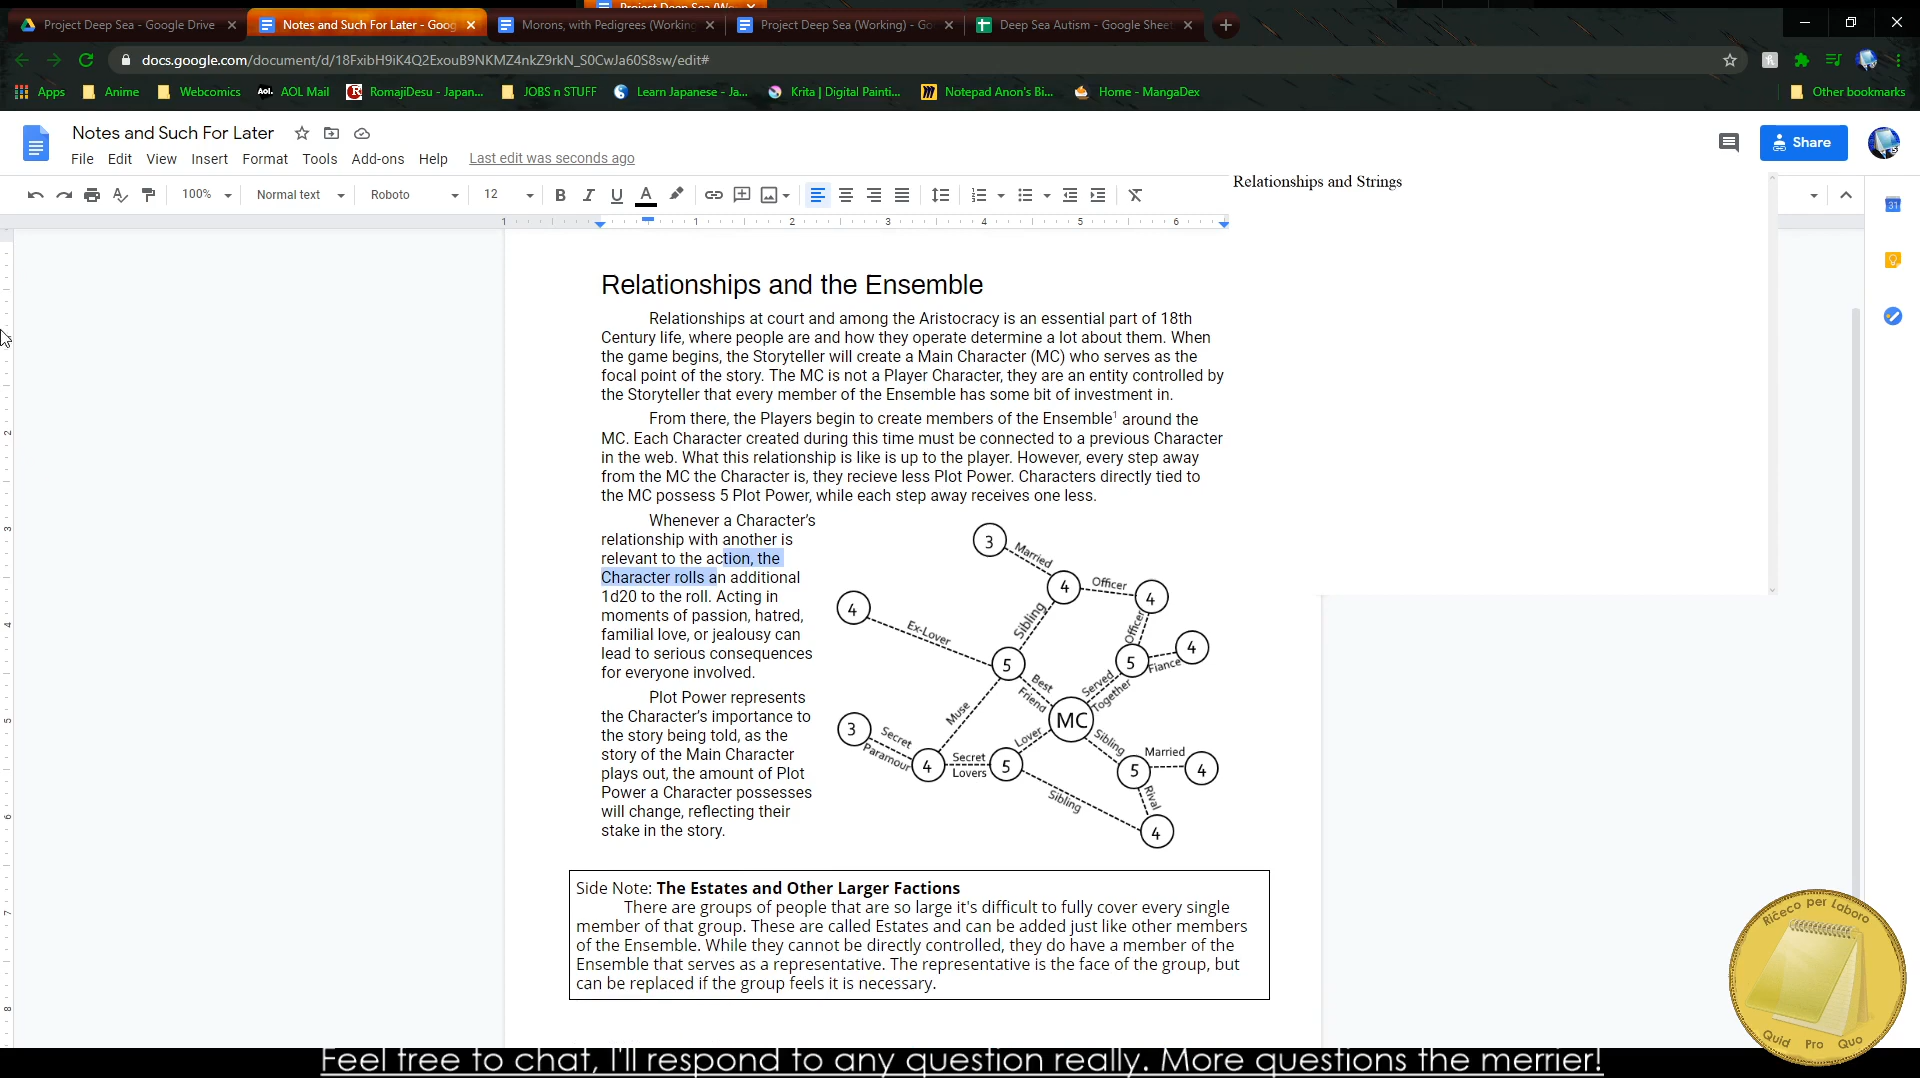 Project Deep Sea (Wo
Project Deep Sea - Google Drive
Notes and Such For Later - Goog
Morons, with Pedigrees (Working
Project Deep Sea (Working) - Go
Deep Sea Autism - Google Sheet
docs.google.com/document/d/18FxibH9iK4Q2ExouB9NKMZ4nkZ9rkN_S0CwJa60S8sw/edit#
Apps
Anime
Webcomics
Aol. AOL Mail
RomajiDesu - Japan...
JOBS n STUFF
Learn Japanese - Ja...
Krita | Digital Painti...
Notepad Anon's Bi...
Home - MangaDex
Other bookmarks
Notes and Such For Later
File Edit View Insert Format Tools Add-ons Help Last edit was seconds ago
Share
100% Normal text Roboto 12 B I U A
Relationships and Strings
31
1 1 2 3 4 5 6
2
3
4
5
6
7
8
Relationships and the Ensemble
Relationships at court and among the Aristocracy is an essential part of 18th
Century life, where people are and how they operate determine a lot about them. When
the game begins, the Storyteller will create a Main Character (MC) who serves as the
focal point of the story. The MC is not a Player Character, they are an entity controlled by
the Storyteller that every member of the Ensemble has some bit of investment in.
From there, the Players begin to create members of the Ensemble¹ around the
MC. Each Character created during this time must be connected to a previous Character
in the web. What this relationship is like is up to the player. However, every step away
from the MC the Character is, they recieve less Plot Power. Characters directly tied to
the MC possess 5 Plot Power, while each step away receives one less.
Whenever a Character's
relationship with another is
relevant to the action, the
Character rolls an additional
1d20 to the roll. Acting in
moments of passion, hatred,
familial love, or jealousy can
lead to serious consequences
for everyone involved.
Plot Power represents
the Character's importance to
the story being told, as the
story of the Main Character
plays out, the amount of Plot
Power a Character possesses
will change, reflecting their
stake in the story.
3
Married
4
Officer
4
4
Ex-Lover
Sibling
Officer
5
5
Fiance
4
Best
Friend
Served
Together
MC
Muse
3
Secret
Paramour
4
Secret
Lovers
5
Lover
Sibling
5
Married
4
Sibling
Rival
4
Side Note: The Estates and Other Larger Factions
There are groups of people that are so large it's difficult to fully cover every single
member of that group. These are called Estates and can be added just like other members
of the Ensemble. While they cannot be directly controlled, they do have a member of the
Ensemble that serves as a representative. The representative is the face of the group, but
can be replaced if the group feels it is necessary.
Riceco per Laboro
Quid Pro Quo
Feel free to chat, I'll respond to any question really. More questions the merrier!